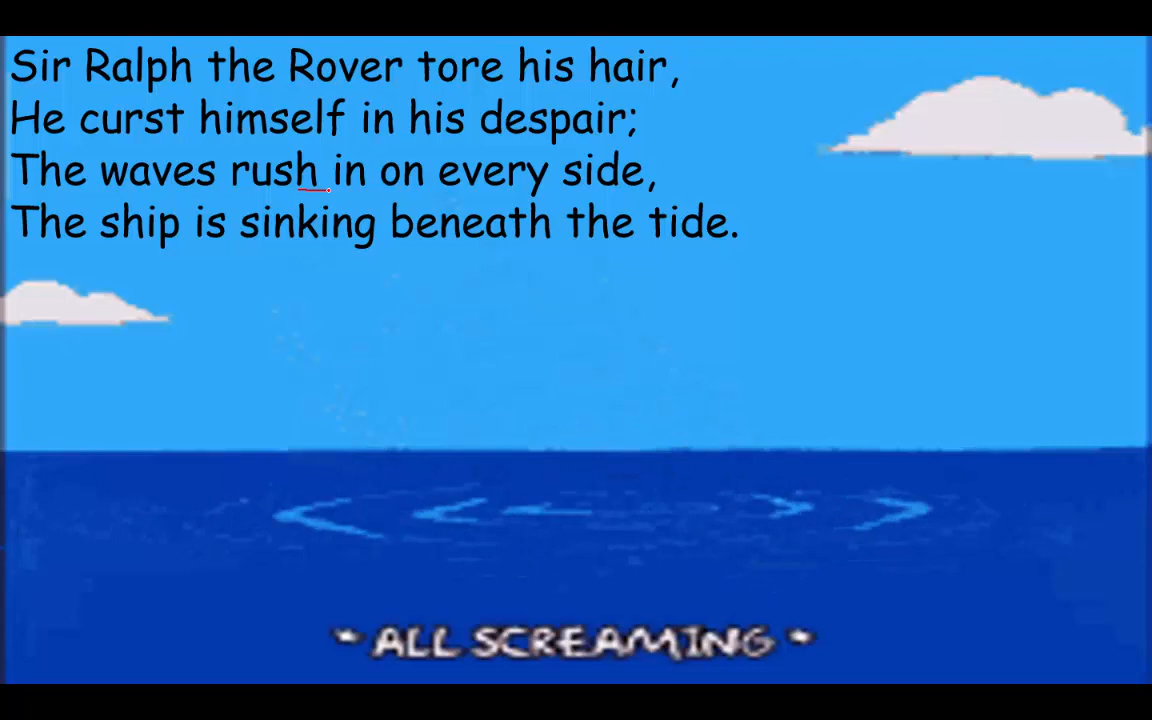 Sir Ralph the Rover tore his hair,
He curst himself in his despair;
The waves rush in on every side,
The ship is sinking beneath the tide.
* ALL SCREAMING *